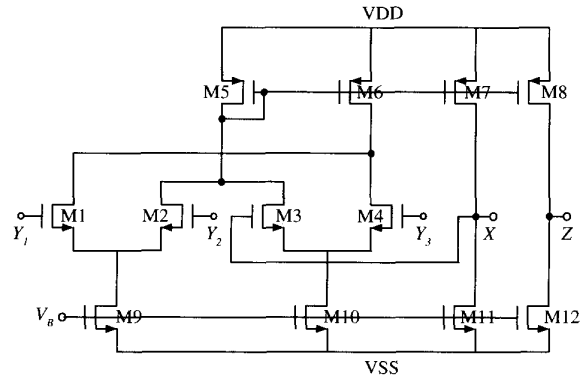 VDD
M5 M6 M7 M8
M1 M2 M3 M4
Y1 Y2 Y3 X Z
VB M9 M10 M11 M12
VSS